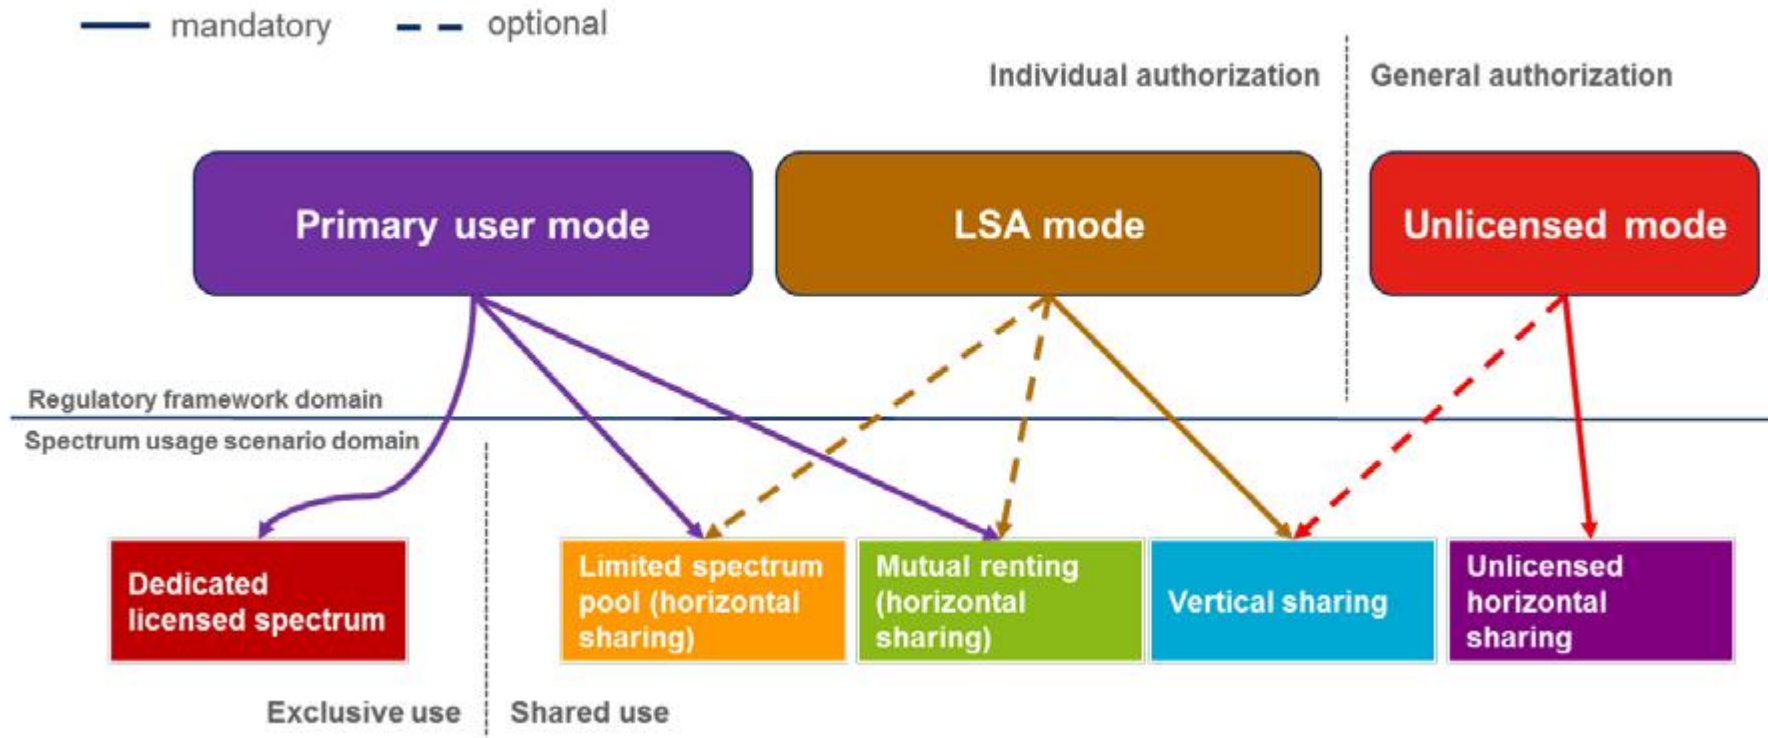 mandatory
optional
Individual authorization
General authorization
Primary user mode
LSA mode
Unlicensed mode
Regulatory framework domain
Spectrum usage scenario domain
Dedicated
licensed spectrum
Limited spectrum
pool (horizontal
sharing)
Mutual renting
(horizontal
sharing)
Vertical sharing
Unlicensed
horizontal
sharing
Exclusive use
Shared use